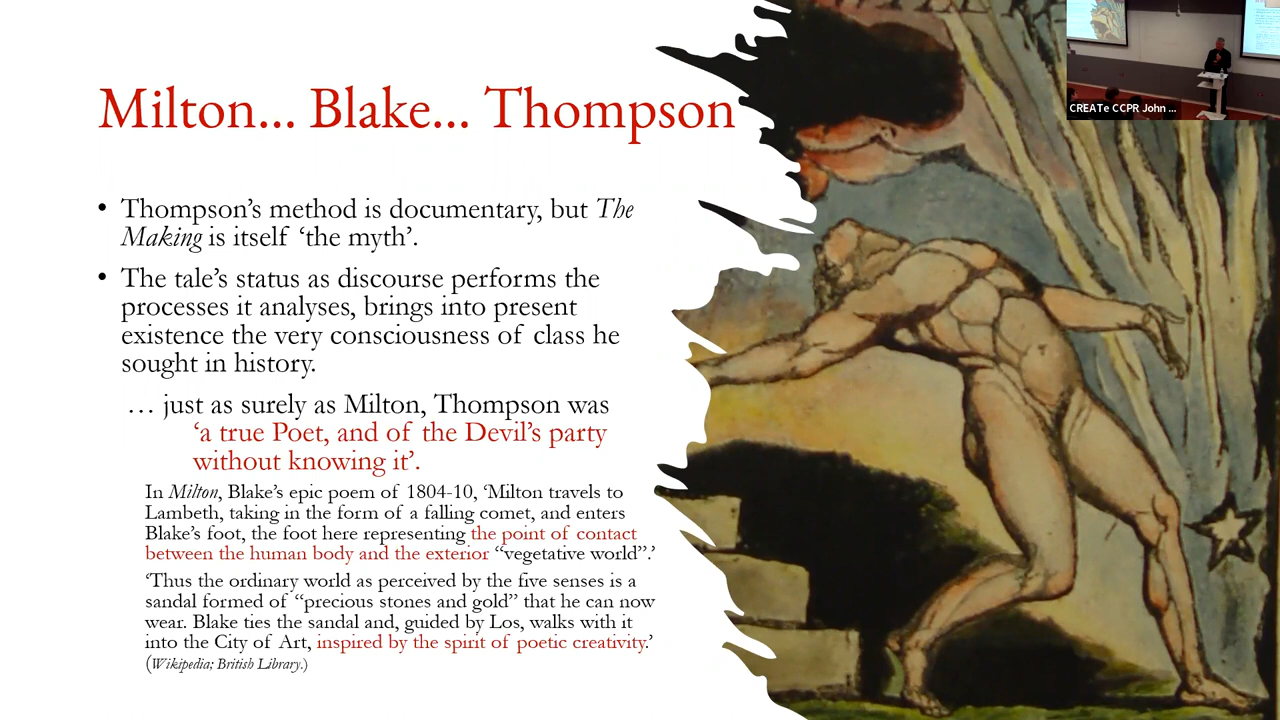 Milton... Blake... Thompson
• Thompson's method is documentary, but The
Making is itself 'the myth'.
• The tale's status as discourse performs the
processes it analyses, brings into present
existence the very consciousness of class he
sought in history.
… just as surely as Milton, Thompson was
'a true Poet, and of the Devil's party
without knowing it'.
In Milton, Blake's epic poem of 1804-10, 'Milton travels to
Lambeth, taking in the form of a falling comet, and enters
Blake's foot, the foot here representing the point of contact
between the human body and the exterior "vegetative world".'
'Thus the ordinary world as perceived by the five senses is a
sandal formed of "precious stones and gold" that he can now
wear. Blake ties the sandal and, guided by Los, walks with it
into the City of Art, inspired by the spirit of poetic creativity.'
(Wikipedia; British Library.)
CREATe CCPR John ...